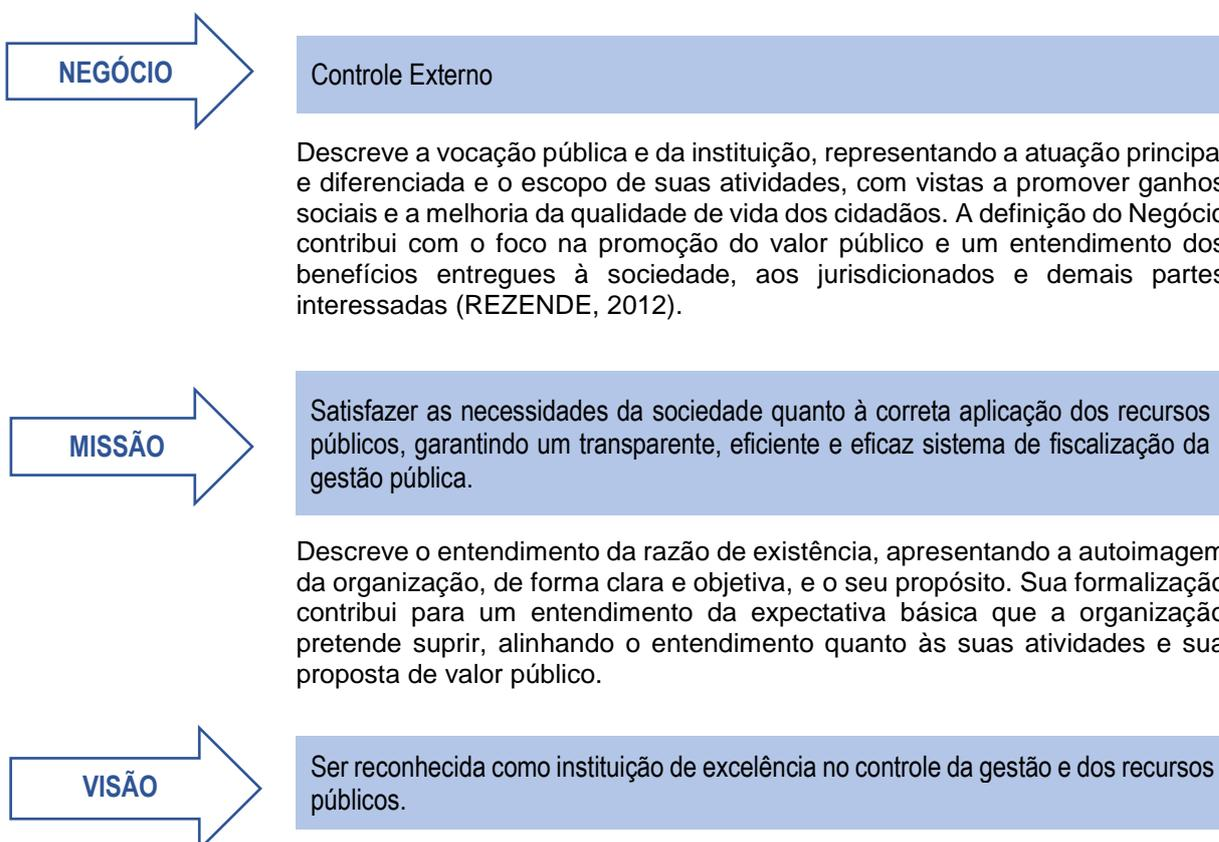 NEGÓCIO
Controle Externo
Descreve a vocação pública e da instituição, representando a atuação principa
e diferenciada e o escopo de suas atividades, com vistas a promover ganhos
sociais e a melhoria da qualidade de vida dos cidadãos. A definição do Negócio
contribui com o foco na promoção do valor público e um entendimento dos
benefícios entregues à sociedade, aos jurisdicionados e demais partes
interessadas (REZENDE, 2012).
MISSÃO
Satisfazer as necessidades da sociedade quanto à correta aplicação dos recursos
públicos, garantindo um transparente, eficiente e eficaz sistema de fiscalização da
gestão pública.
Descreve o entendimento da razão de existência, apresentando a autoimagem
da organização, de forma clara e objetiva, e o seu propósito. Sua formalização
contribui para um entendimento da expectativa básica que a organização
pretende suprir, alinhando o entendimento quanto às suas atividades e sua
proposta de valor público.
VISÃO
Ser reconhecida como instituição de excelência no controle da gestão e dos recursos
públicos.